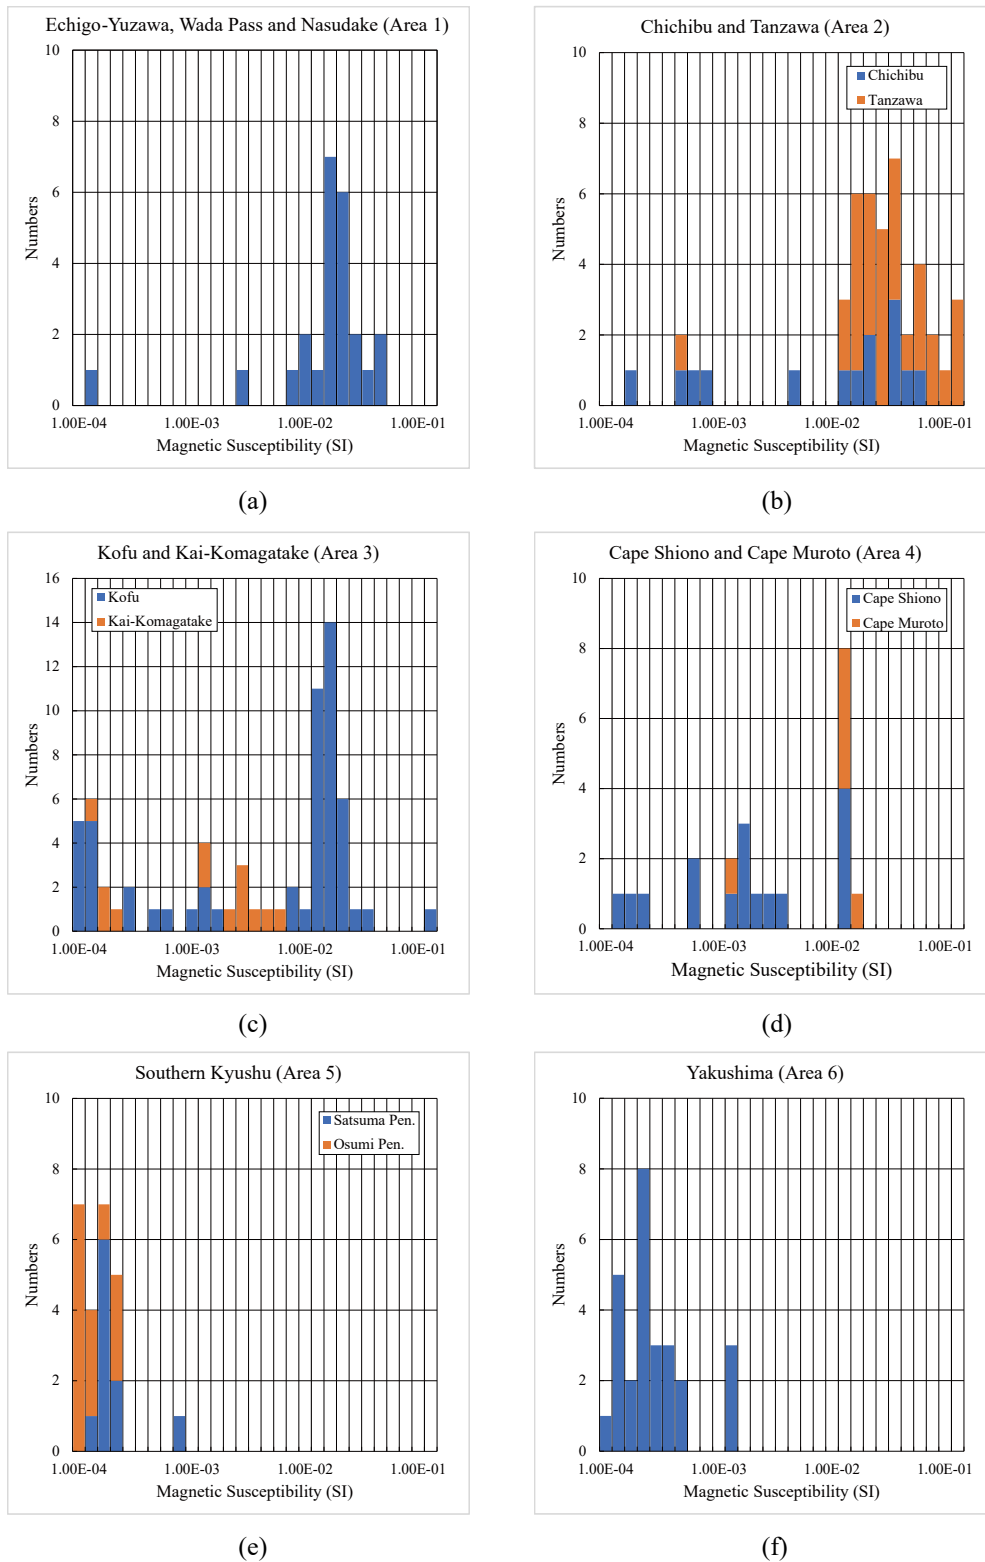 Echigo-Yuzawa, Wada Pass and Nasudake (Area 1)
10
8
6
4
2
0
Numbers
1.00E-04 1.00E-03 1.00E-02 1.00E-01
Magnetic Susceptibility (SI)
(a)
Chichibu and Tanzawa (Area 2)
Chichibu
Tanzawa
10
8
6
4
2
0
Numbers
1.00E-04 1.00E-03 1.00E-02 1.00E-01
Magnetic Susceptibility (SI)
(b)
Kofu and Kai-Komagatake (Area 3)
Kofu
Kai-Komagatake
16
14
12
10
8
6
4
2
0
Numbers
1.00E-04 1.00E-03 1.00E-02 1.00E-01
Magnetic Susceptibility (SI)
(c)
Cape Shiono and Cape Muroto (Area 4)
Cape Shiono
Cape Muroto
10
8
6
4
2
0
Numbers
1.00E-04 1.00E-03 1.00E-02 1.00E-01
Magnetic Susceptibility (SI)
(d)
Southern Kyushu (Area 5)
Satsuma Pen.
Osumi Pen.
10
8
6
4
2
0
Numbers
1.00E-04 1.00E-03 1.00E-02 1.00E-01
Magnetic Susceptibility (SI)
(e)
Yakushima (Area 6)
10
8
6
4
2
0
Numbers
1.00E-04 1.00E-03 1.00E-02 1.00E-01
Magnetic Susceptibility (SI)
(f)